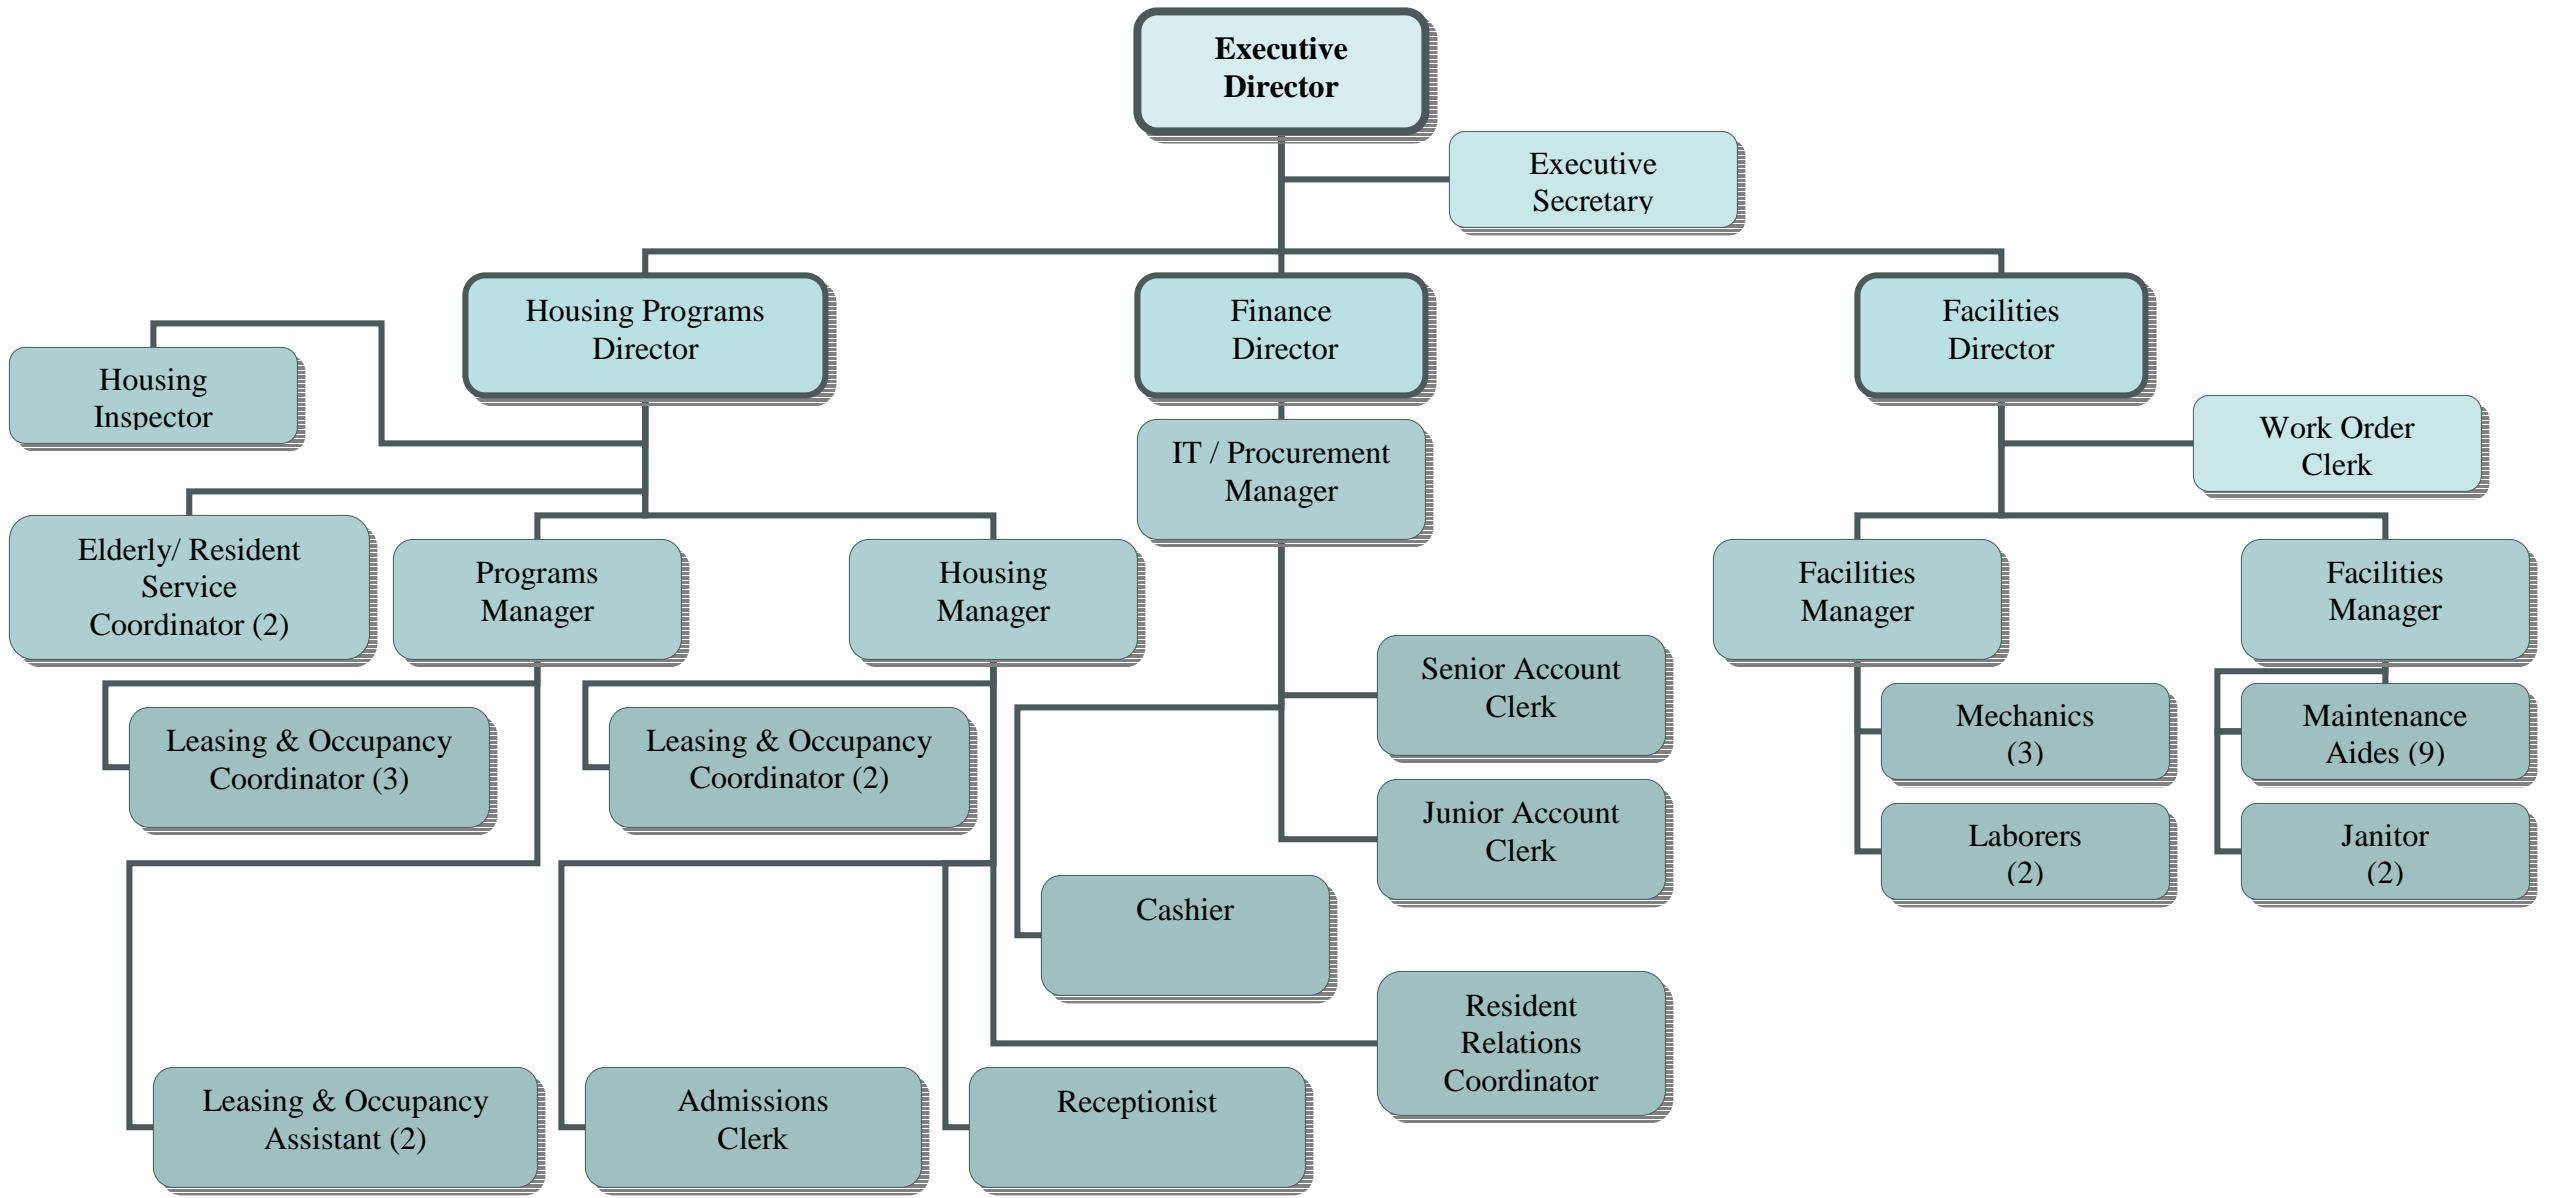 Executive
Director
Executive
Secretary
Housing Programs
Director
Finance
Director
Facilities
Director
Housing
Inspector
IT / Procurement
Manager
Work Order
Clerk
Elderly/ Resident
Service
Coordinator (2)
Programs
Manager
Housing
Manager
Facilities
Manager
Facilities
Manager
Senior Account
Clerk
Leasing & Occupancy
Coordinator (3)
Leasing & Occupancy
Coordinator (2)
Mechanics
(3)
Maintenance
Aides (9)
Junior Account
Clerk
Laborers
(2)
Janitor
(2)
Cashier
Resident
Relations
Coordinator
Leasing & Occupancy
Assistant (2)
Admissions
Clerk
Receptionist